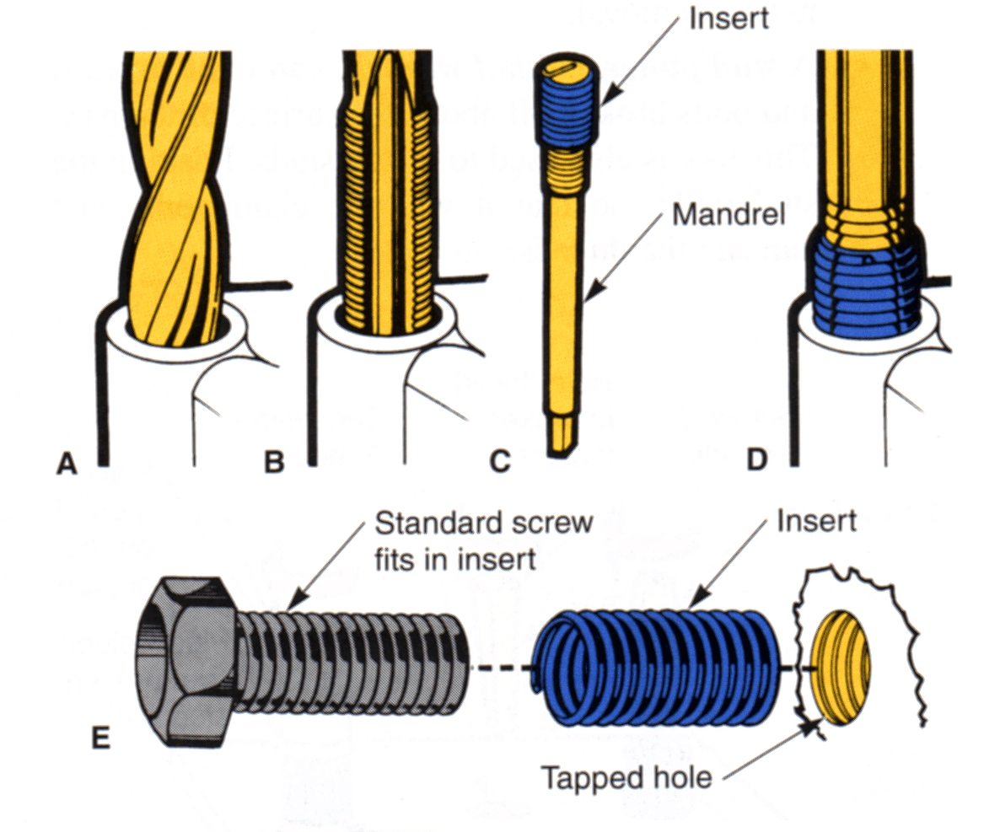 Insert
Mandrel
A
B
C
D
Standard screw
fits in insert
Insert
E
Tapped hole